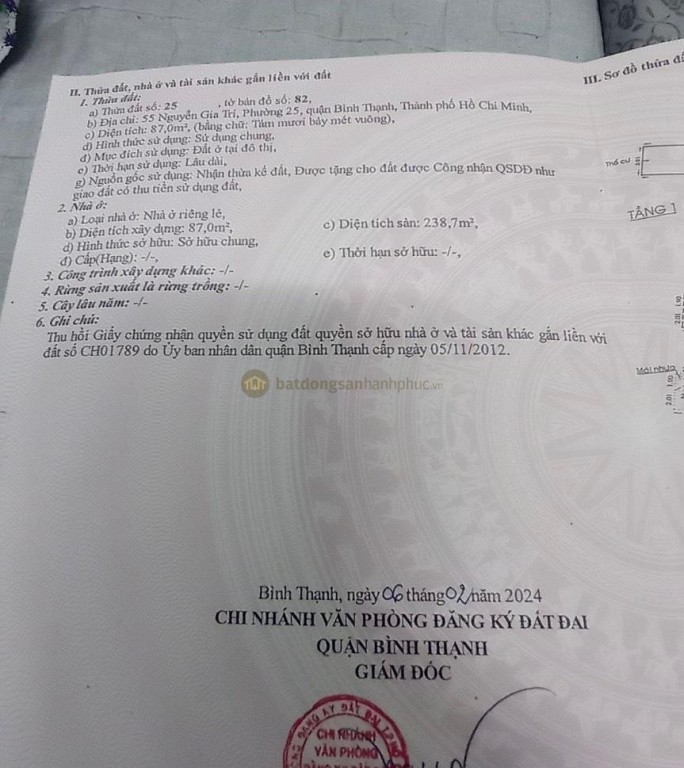 II. Thửa đất, nhà ở và tài sản khác gắn liền với đất
1. Thửa đất:
a) Thửa đất số: 25 , tờ bản đồ số: 82,
b) Địa chỉ: 55 Nguyễn Gia Trí, Phường 25, quận Bình Thạnh, Thành phố Hồ Chí Minh,
c) Diện tích: 87,0m², (bằng chữ: Tám mươi bảy mét vuông),
d) Hình thức sử dụng: Sử dụng chung,
đ) Mục đích sử dụng: Đất ở tại đô thị,
e) Thời hạn sử dụng: Lâu dài,
g) Nguồn gốc sử dụng: Nhận thừa kế đất, Được tặng cho đất được Công nhận QSDĐ như
giao đất có thu tiền sử dụng đất,
2. Nhà ở:
a) Loại nhà ở: Nhà ở riêng lẻ,
b) Diện tích xây dựng: 87,0m², c) Diện tích sàn: 238,7m²,
d) Hình thức sở hữu: Sở hữu chung,
đ) Cấp(Hạng): -/-, e) Thời hạn sở hữu: -/-,
3. Công trình xây dựng khác: -/-
4. Rừng sản xuất là rừng trồng: -/-
5. Cây lâu năm: -/-
6. Ghi chú:
Thu hồi Giấy chứng nhận quyền sử dụng đất quyền sở hữu nhà ở và tài sản khác gắn liền với
đất số CH01789 do Ủy ban nhân dân quận Bình Thạnh cấp ngày 05/11/2012.
batdongsanhanhphuc.vn
Bình Thạnh, ngày 06 tháng 02 năm 2024
CHI NHÁNH VĂN PHÒNG ĐĂNG KÝ ĐẤT ĐAI
QUẬN BÌNH THẠNH
GIÁM ĐỐC
CHI NHÁNH
VĂN PHÒNG
III. Sơ đồ thửa đấ
TẦNG 1